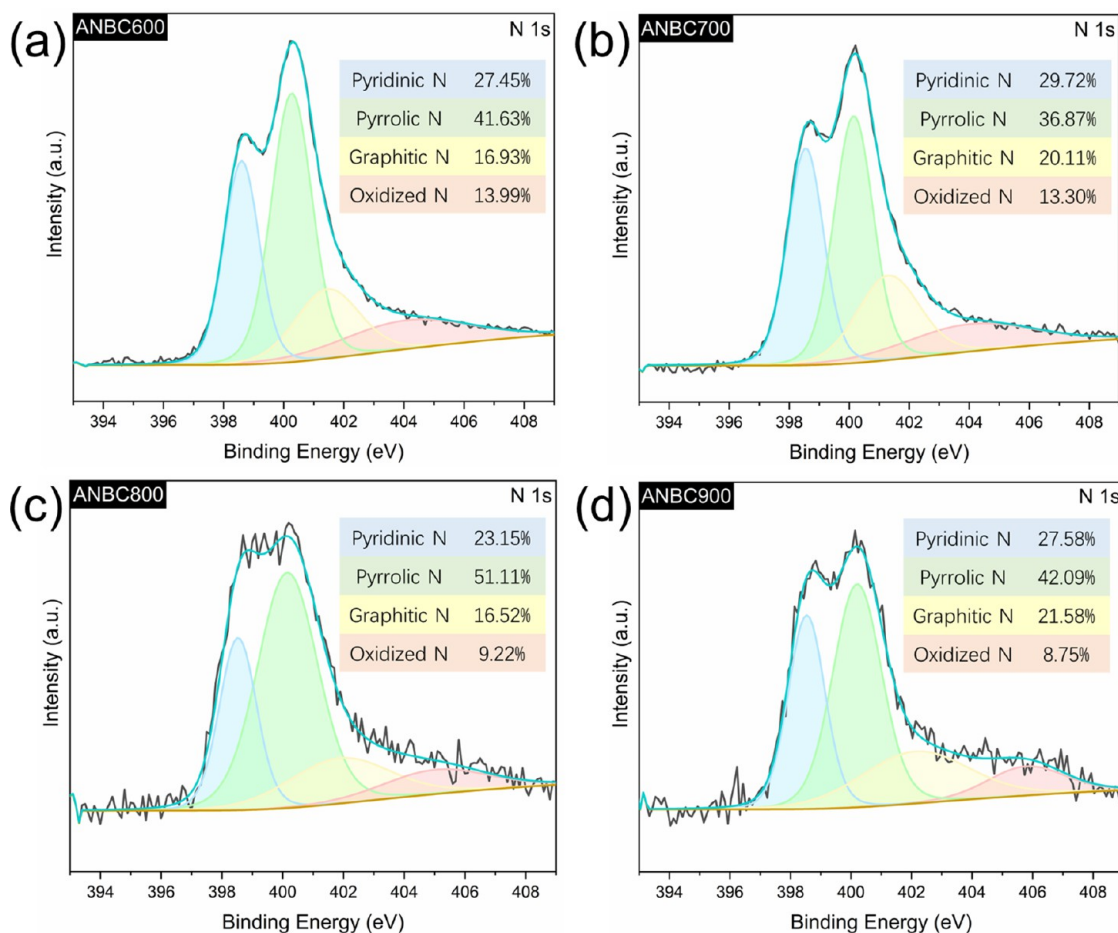 (a)
ANBC600
N 1s
Pyridinic N 27.45%
Pyrrolic N 41.63%
Graphitic N 16.93%
Oxidized N 13.99%
Intensity (a.u.)
394 396 398 400 402 404 406 408
Binding Energy (eV)
(b)
ANBC700
N 1s
Pyridinic N 29.72%
Pyrrolic N 36.87%
Graphitic N 20.11%
Oxidized N 13.30%
Intensity (a.u.)
394 396 398 400 402 404 406 408
Binding Energy (eV)
(c)
ANBC800
N 1s
Pyridinic N 23.15%
Pyrrolic N 51.11%
Graphitic N 16.52%
Oxidized N 9.22%
Intensity (a.u.)
394 396 398 400 402 404 406 408
Binding Energy (eV)
(d)
ANBC900
N 1s
Pyridinic N 27.58%
Pyrrolic N 42.09%
Graphitic N 21.58%
Oxidized N 8.75%
Intensity (a.u.)
394 396 398 400 402 404 406 408
Binding Energy (eV)